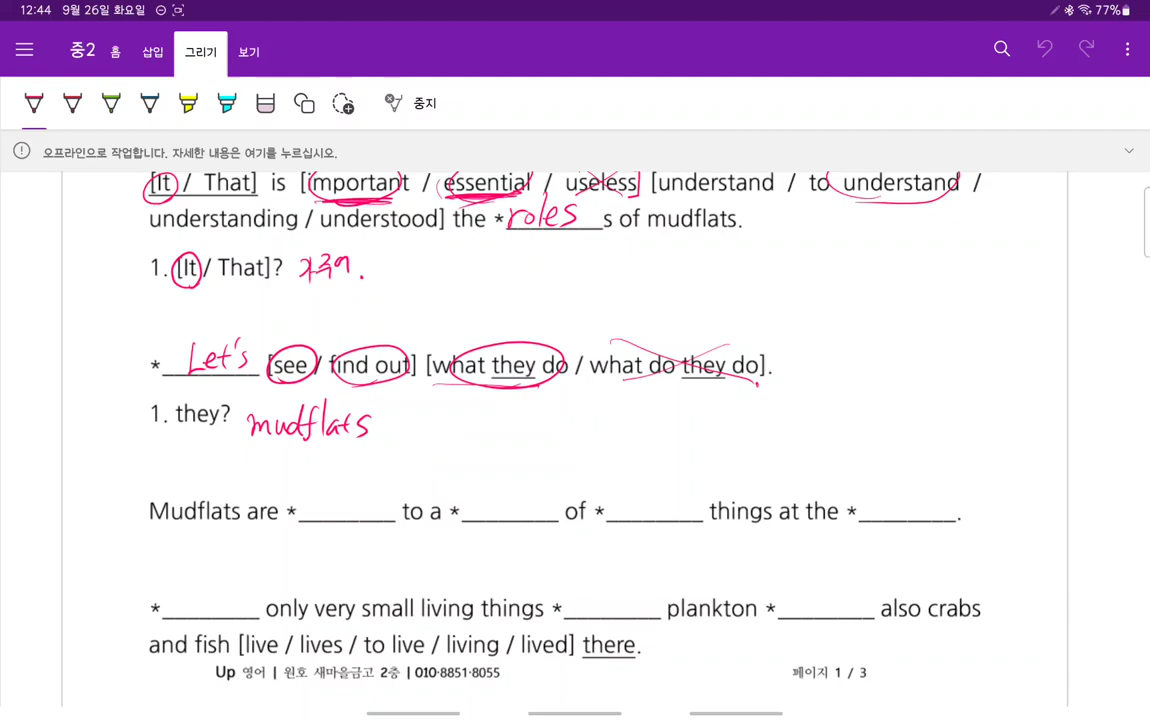 12:44 9월 26일 화요일 77%
중2 홈 삽입 그리기 보기
중지
오프라인으로 작업합니다. 자세한 내용은 여기를 누르십시오.
[It / That] is [important / essential / useless] [understand / to understand /
understanding / understood] the *roles________s of mudflats.
1. [It / That]? 가주어.
*________ Let's [see / find out] [what they do / what do they do].
1. they? mudflats
Mudflats are *________ to a *________ of *________ things at the *________.
*________ only very small living things *________ plankton *________ also crabs
and fish [live / lives / to live / living / lived] there.
Up 영어 | 원호 새마을금고 2층 | 010·8851·8055 페이지 1 / 3